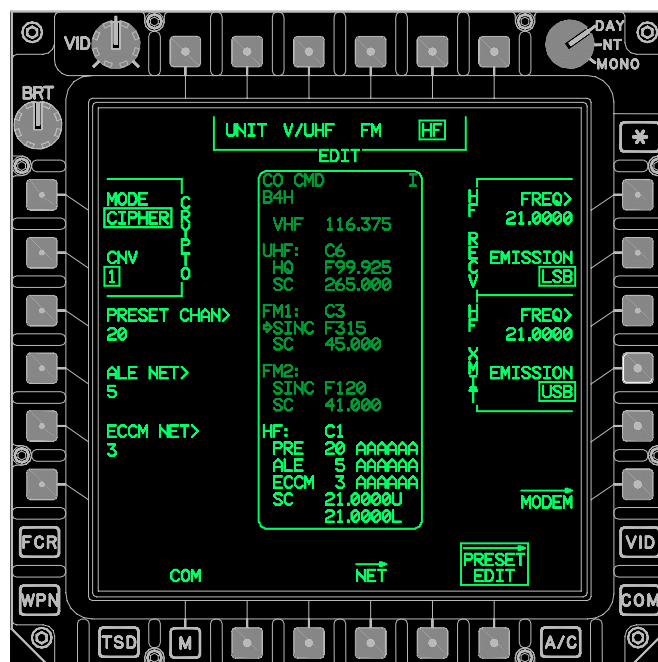 VID
DAY
NT
MONO
BRT
UNIT V/UHF FM HF
EDIT
*
MODE
CIPHER
CRYPTO
CNV
1
PRESET CHAN>
20
ALE NET>
5
ECCM NET>
3
CO CMD I
B4H
VHF 116.375
UHF: C6
HQ F99.925
SC 265.000
FM1: C3
SINC F315
SC 45.000
FM2:
SINC F120
SC 41.000
HF: C1
PRE 20 AAAAAA
ALE 5 AAAAAA
ECCM 3 AAAAAA
SC 21.0000U
21.0000L
HF RECV
FREQ>
21.0000
EMISSION
LSB
HF XMIT
FREQ>
21.0000
EMISSION
USB
MODEM
FCR
VID
PRESET
EDIT
COM
NET
WPN
COM
TSD
M
A/C